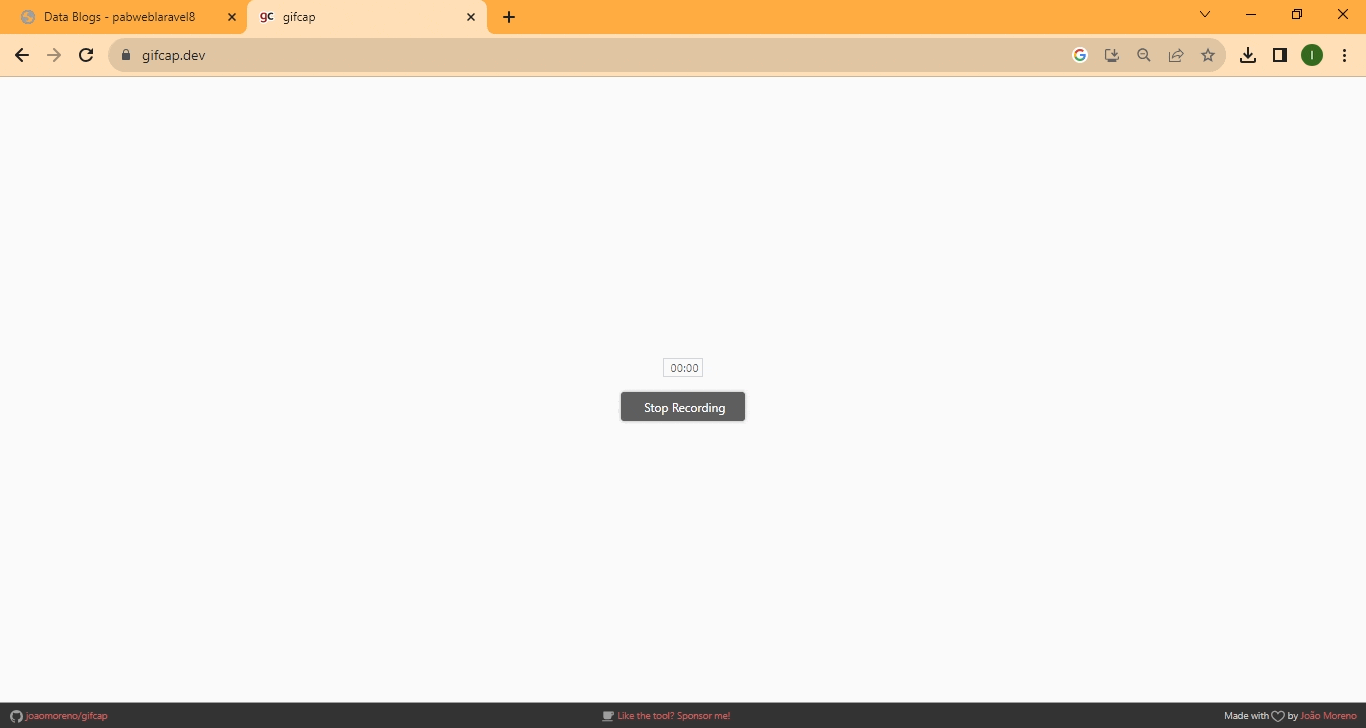 Data Blogs - pabweblaravel8
gc gifcap
gifcap.dev
I
00:00
Stop Recording
joaomoreno/gifcap
Like the tool? Sponsor me!
Made with by João Moreno